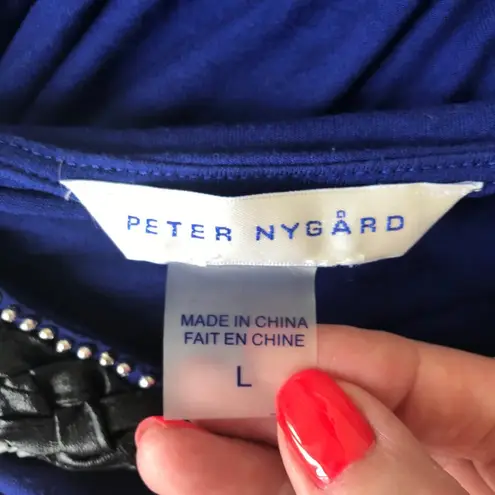 PETER NYGÅRD
MADE IN CHINA
FAIT EN CHINE
L